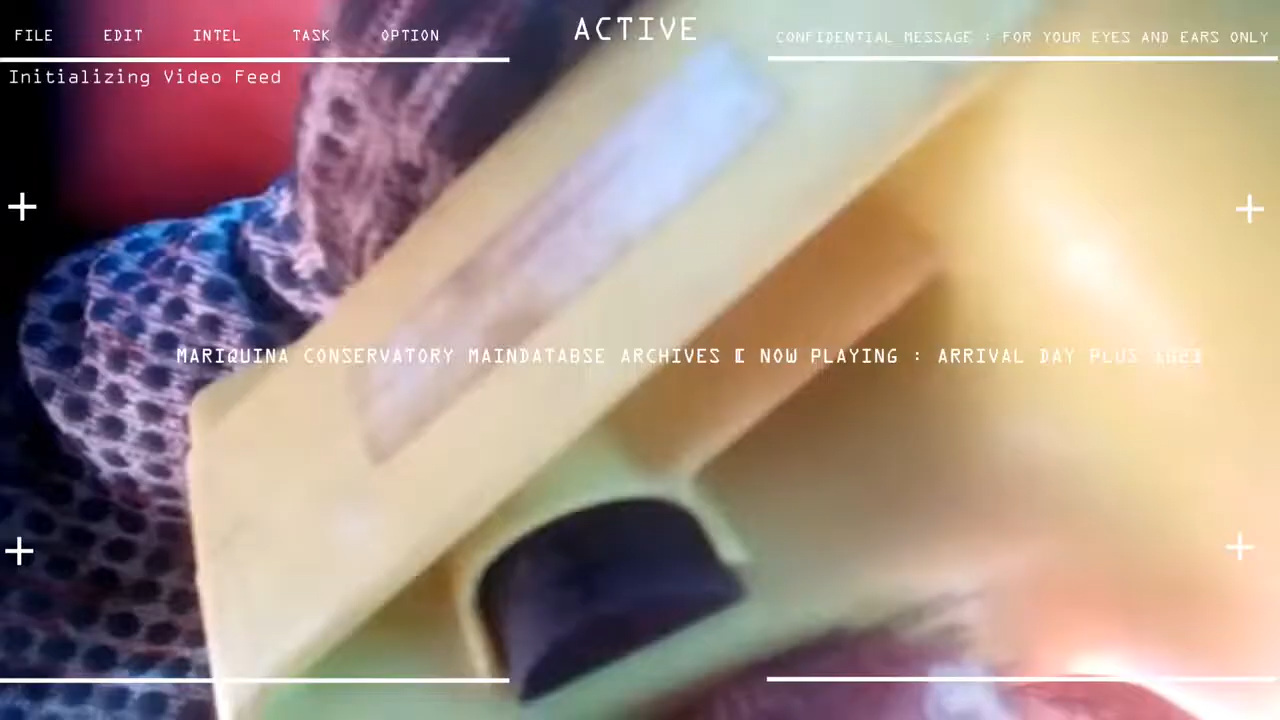 FILE EDIT INTEL TASK OPTION
ACTIVE
CONFIDENTIAL MESSAGE : FOR YOUR EYES AND EARS ONLY
Initializing Video Feed
MARIQUINA CONSERVATORY MAINDATABSE ARCHIVES NOW PLAYING : ARRIVAL DAY PLUS